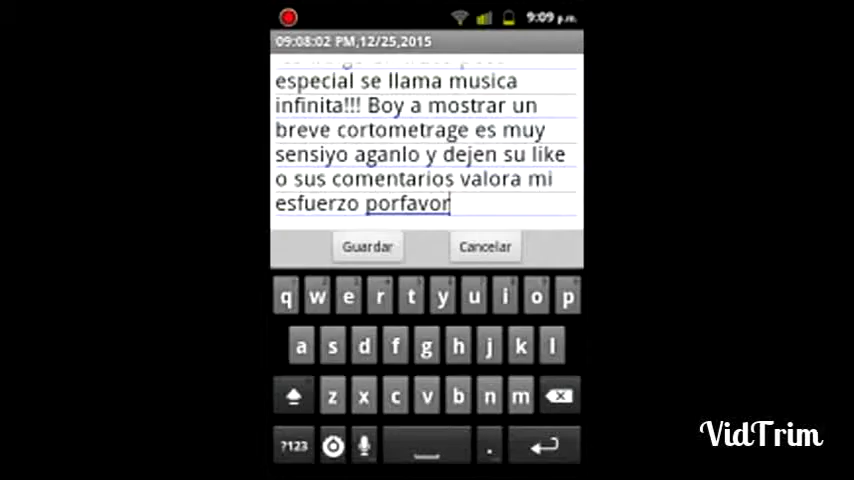 9:09 p.m.
09:08:02 PM,12/25,2015
especial se llama musica
infinita!!! Boy a mostrar un
breve cortometrage es muy
sensiyo aganlo y dejen su like
o sus comentarios valora mi
esfuerzo porfavor
Guardar Cancelar
q w e r t y u i o p
a s d f g h j k l
z x c v b n m
?123 .
VidTrim